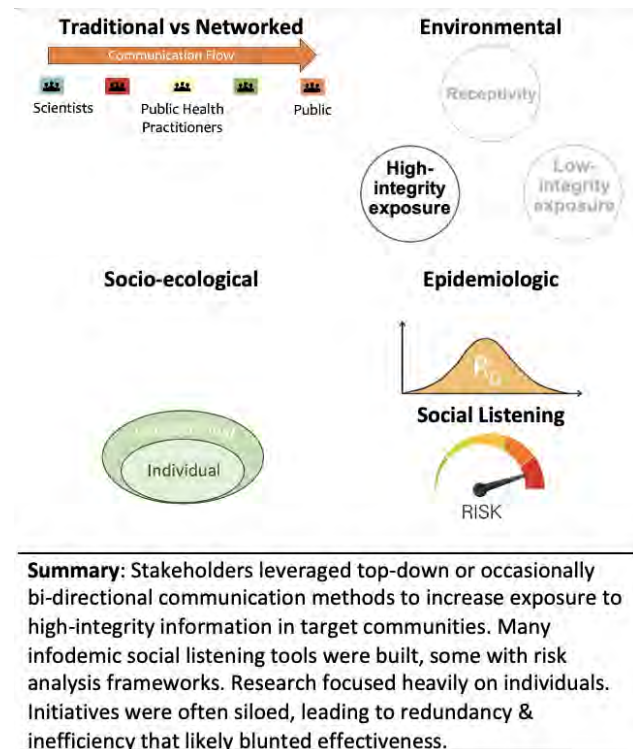 Traditional vs Networked
Communication Flow
Scientists
Public Health
Practitioners
Public
Environmental
Receptivity
High-
integrity
exposure
Low-
integrity
exposure
Socio-ecological
Individual
Epidemiologic
R₀
Social Listening
RISK
Summary: Stakeholders leveraged top-down or occasionally
bi-directional communication methods to increase exposure to
high-integrity information in target communities. Many
infodemic social listening tools were built, some with risk
analysis frameworks. Research focused heavily on individuals.
Initiatives were often siloed, leading to redundancy &
inefficiency that likely blunted effectiveness.